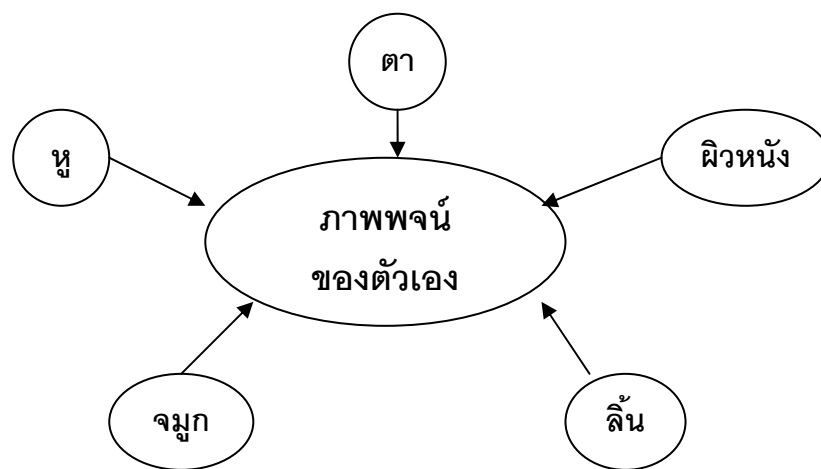 ตา
หู
ผิวหนัง
ภาพพจน์
ของตัวเอง
จมูก
ลิ้น